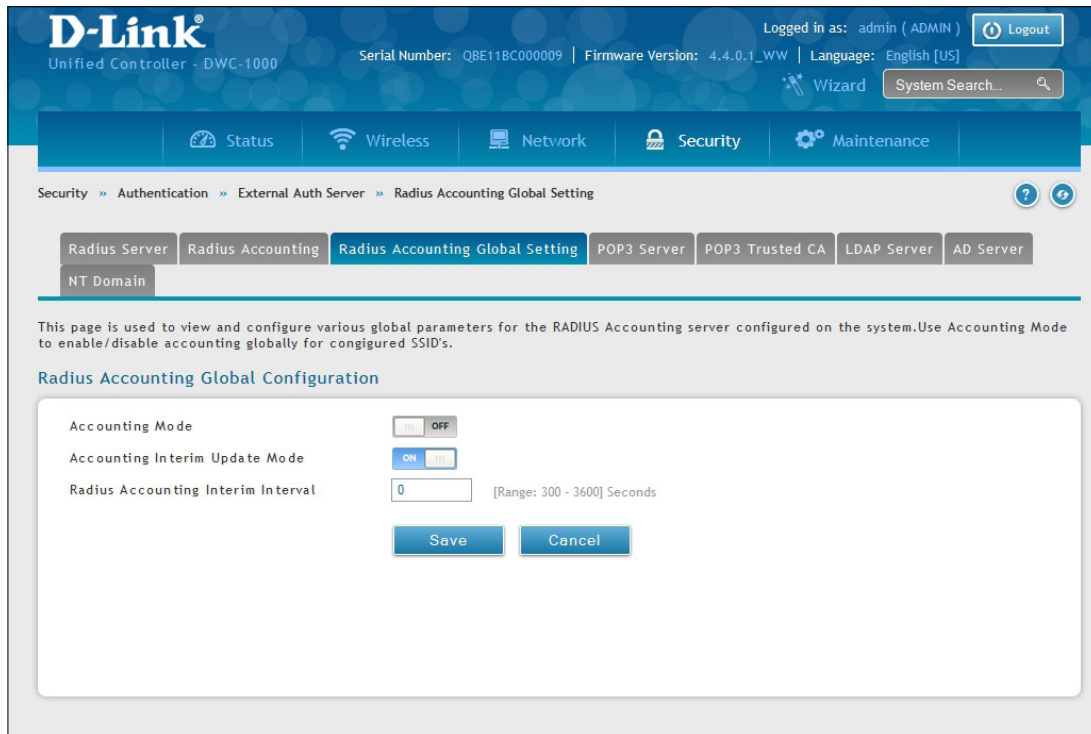 D-Link®
Unified Controller - DWC-1000
Logged in as: admin ( ADMIN )
Logout
Serial Number: QBE11BC000009 | Firmware Version: 4.4.0.1_WW | Language: English [US]
Wizard
System Search...
Status
Wireless
Network
Security
Maintenance
Security » Authentication » External Auth Server » Radius Accounting Global Setting
?
Radius Server
Radius Accounting
Radius Accounting Global Setting
POP3 Server
POP3 Trusted CA
LDAP Server
AD Server
NT Domain
This page is used to view and configure various global parameters for the RADIUS Accounting server configured on the system.Use Accounting Mode
to enable/disable accounting globally for congigured SSID's.
Radius Accounting Global Configuration
Accounting Mode
OFF
Accounting Interim Update Mode
ON
Radius Accounting Interim Interval
0
[Range: 300 - 3600] Seconds
Save
Cancel